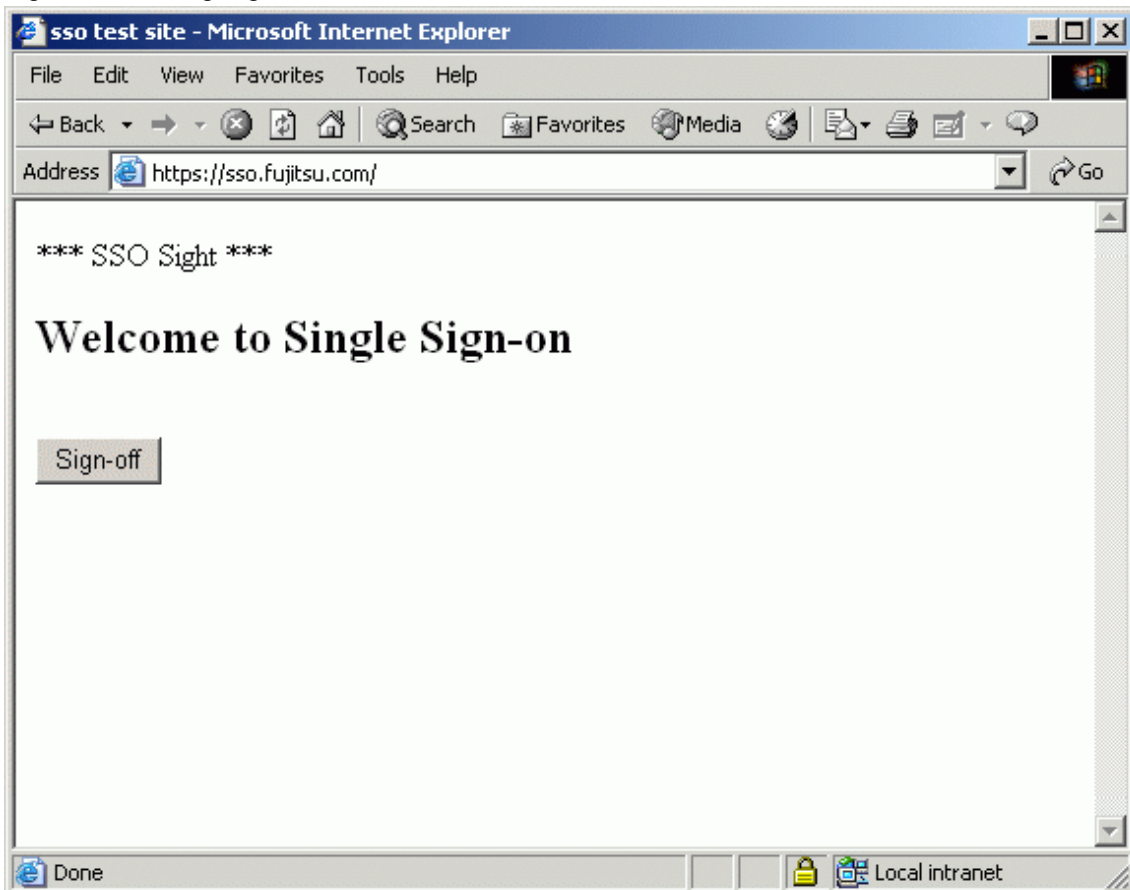 sso test site - Microsoft Internet Explorer
File Edit View Favorites Tools Help
Back Search Favorites Media
Address https://sso.fujitsu.com/ Go
*** SSO Sight ***
Welcome to Single Sign-on
Sign-off
Done Local intranet